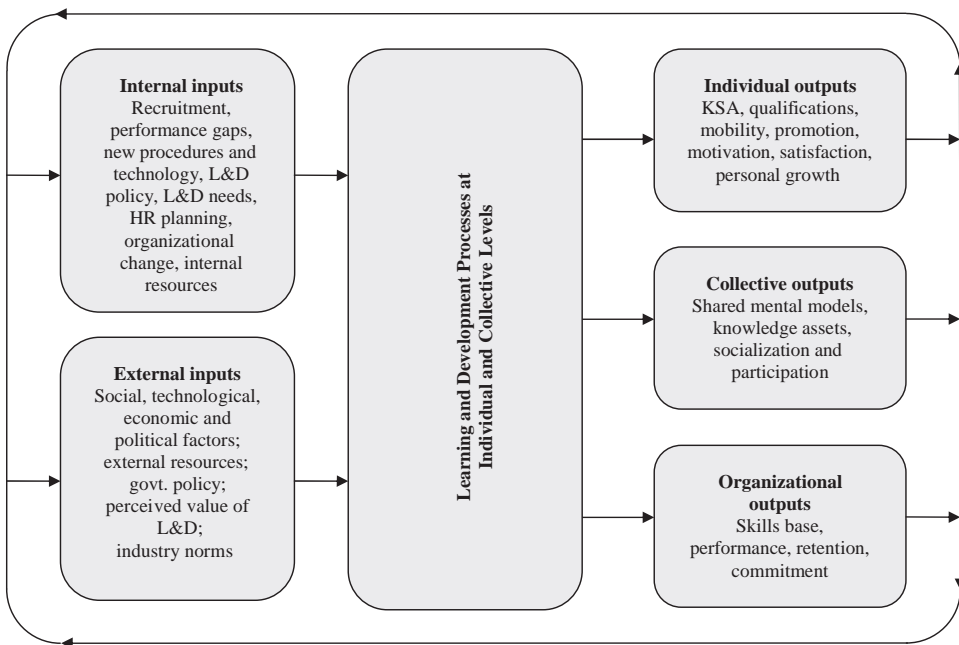 Internal inputs
Recruitment,
performance gaps,
new procedures and
technology, L&D
policy, L&D needs,
HR planning,
organizational
change, internal
resources
External inputs
Social, technological,
economic and
political factors;
external resources;
govt. policy;
perceived value of
L&D;
industry norms
Learning and Development Processes at
Individual and Collective Levels
Individual outputs
KSA, qualifications,
mobility, promotion,
motivation, satisfaction,
personal growth
Collective outputs
Shared mental models,
knowledge assets,
socialization and
participation
Organizational
outputs
Skills base,
performance, retention,
commitment